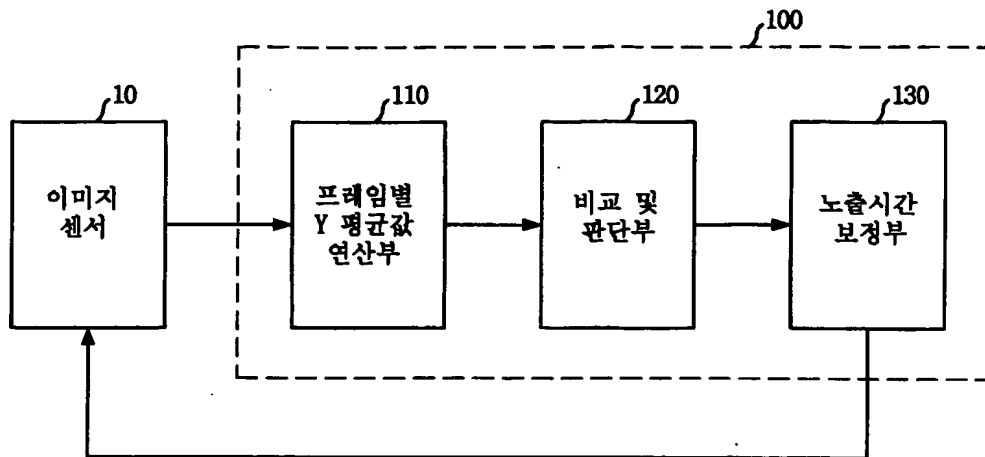 100
10
110
120
130
이미지
센서
프레임별
Y 평균값
연산부
비교 및
판단부
노출시간
보정부